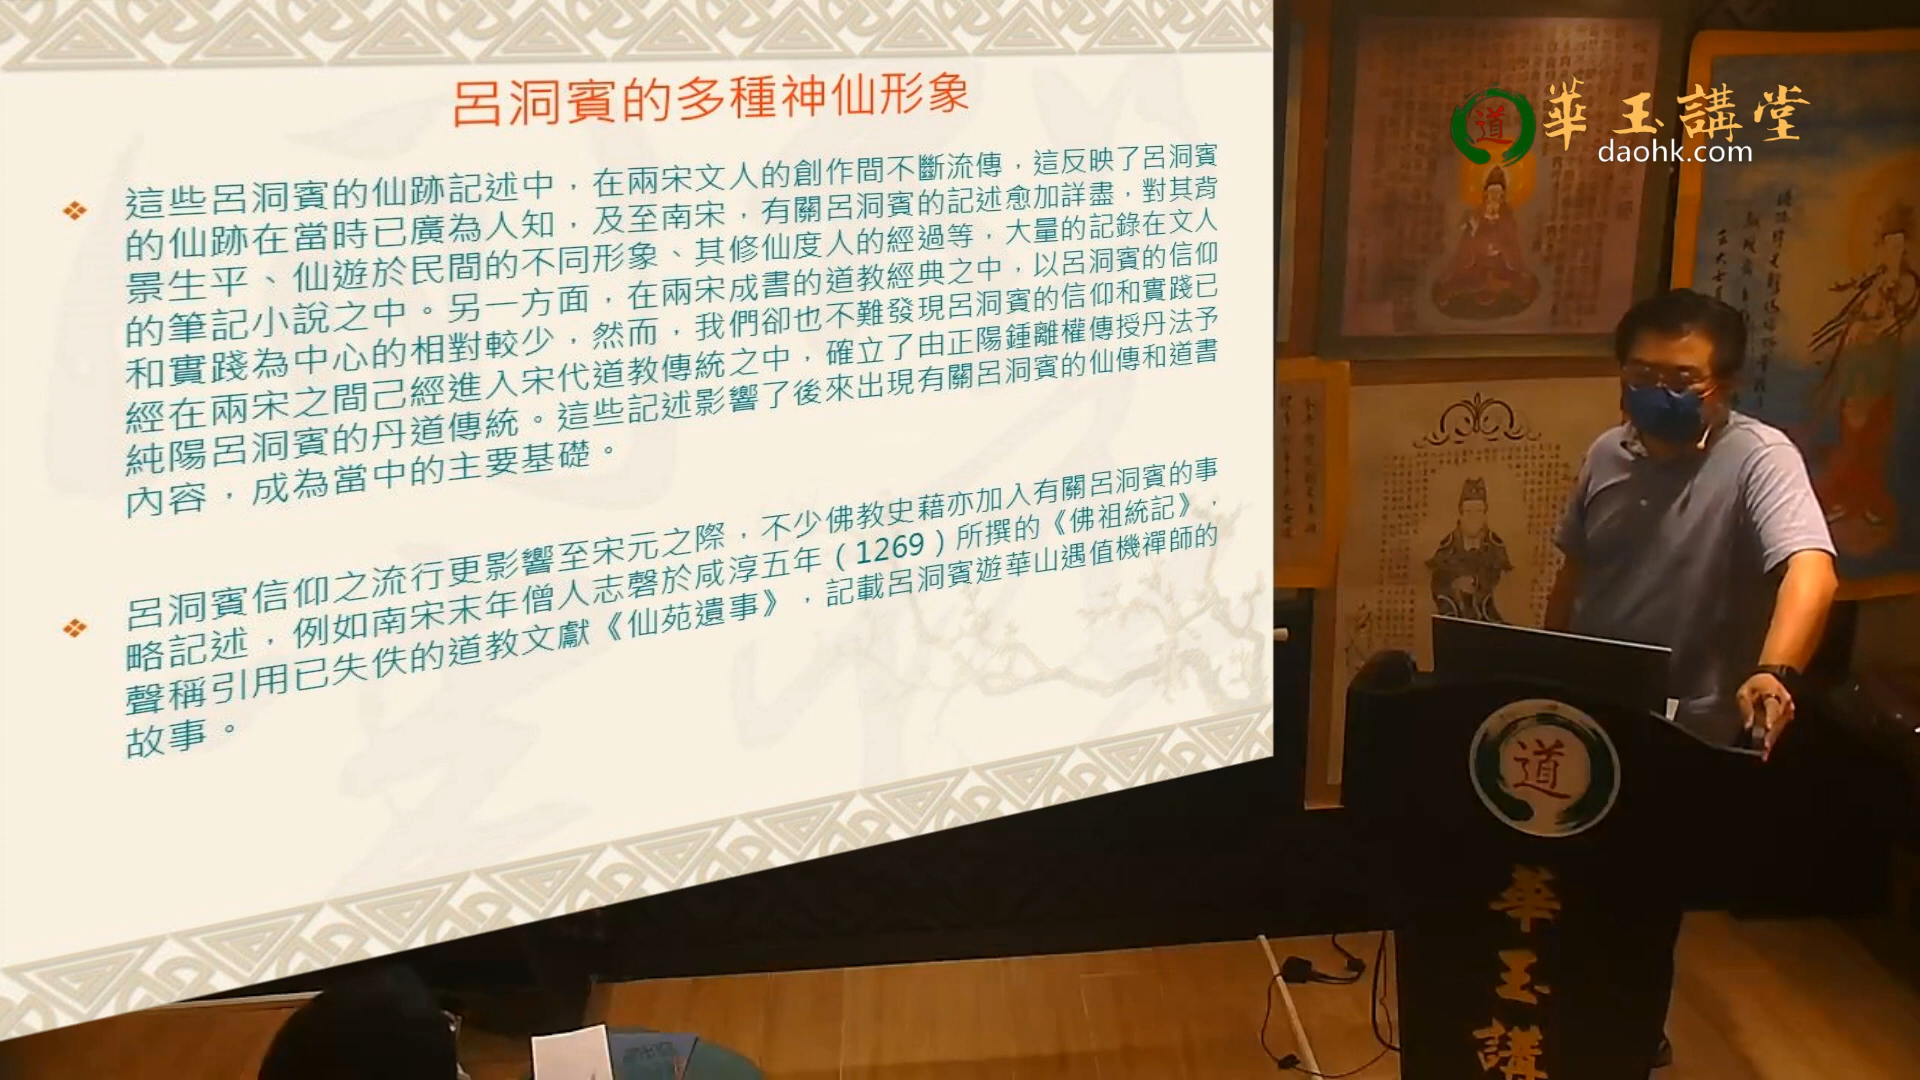 呂洞賓的多種神仙形象
這些呂洞賓的仙跡記述中，在兩宋文人的創作間不斷流傳，這反映了呂洞賓
的仙跡在當時已廣為人知，及至南宋，有關呂洞賓的記述愈加詳盡，對其背
景生平、仙遊於民間的不同形象、其修仙度人的經過等，大量的記錄在文人
的筆記小說之中。另一方面，在兩宋成書的道教經典之中，以呂洞賓的信仰
和實踐為中心的相對較少，然而，我們卻也不難發現呂洞賓的信仰和實踐已
經在兩宋之間己經進入宋代道教傳統之中，確立了由正陽鍾離權傳授丹法予
純陽呂洞賓的丹道傳統。這些記述影響了後來出現有關呂洞賓的仙傳和道書
內容，成為當中的主要基礎。
呂洞賓信仰之流行更影響至宋元之際，不少佛教史藉亦加入有關呂洞賓的事
略記述，例如南宋末年僧人志磬於咸淳五年（1269）所撰的《佛祖統記》，
聲稱引用已失佚的道教文獻《仙苑遺事》，記載呂洞賓遊華山遇值機禪師的
故事。
道 華玉講堂
daohk.com
道
華
玉
講